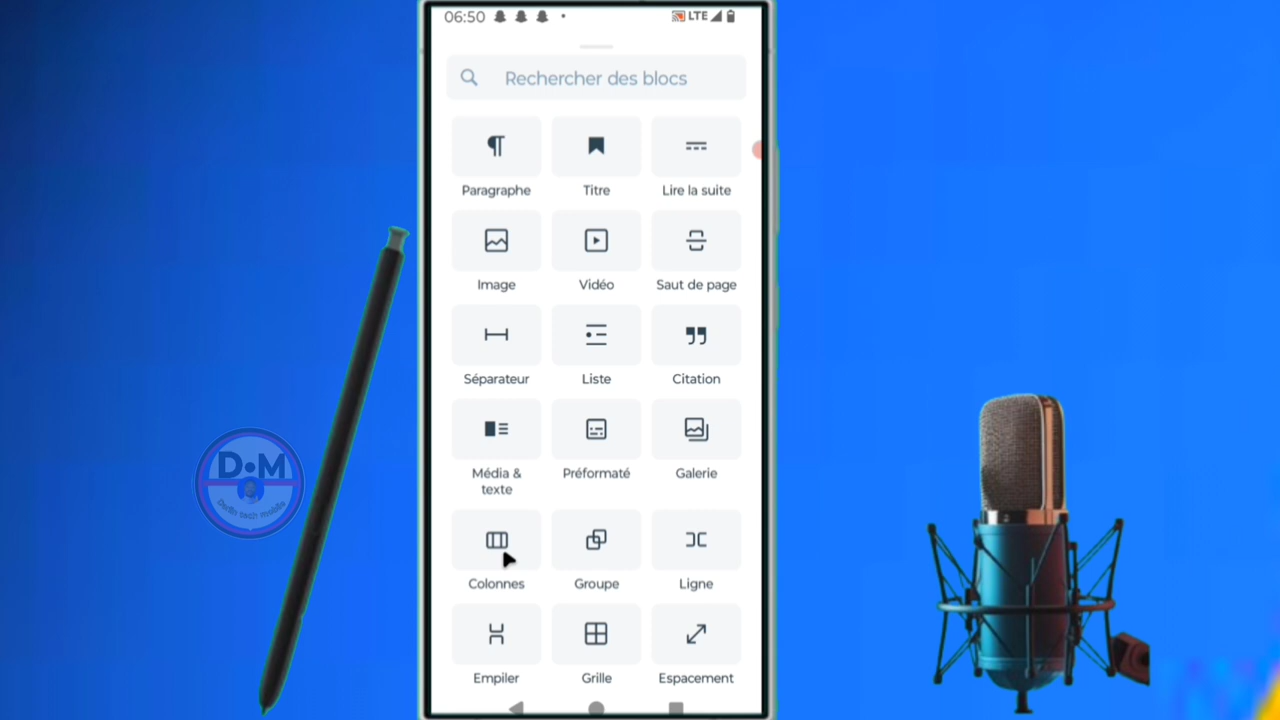 06:50
LTE
Rechercher des blocs
Paragraphe
Titre
Lire la suite
Image
Vidéo
Saut de page
Séparateur
Liste
Citation
Média &
texte
Préformaté
Galerie
Colonnes
Groupe
Ligne
Empiler
Grille
Espacement
D•M